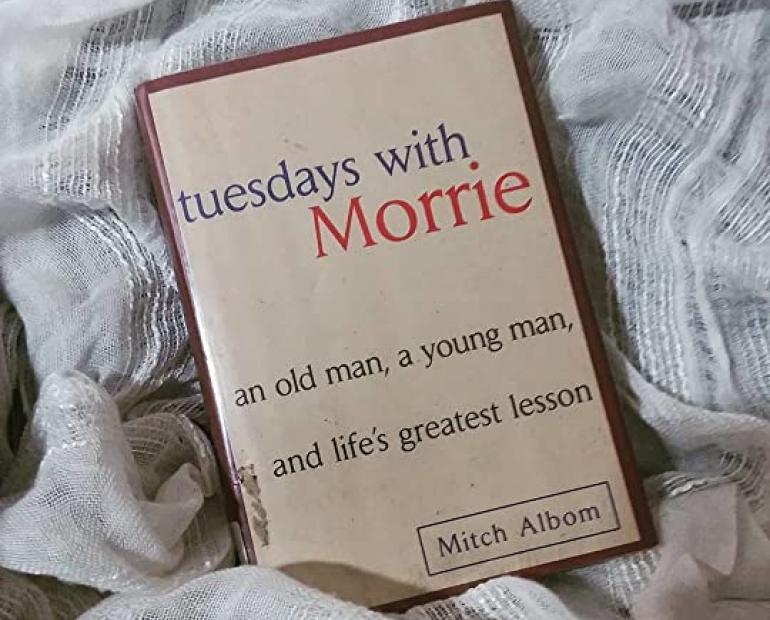 tuesdays with
Morrie
an old man, a young man,
and life's greatest lesson
Mitch Albom